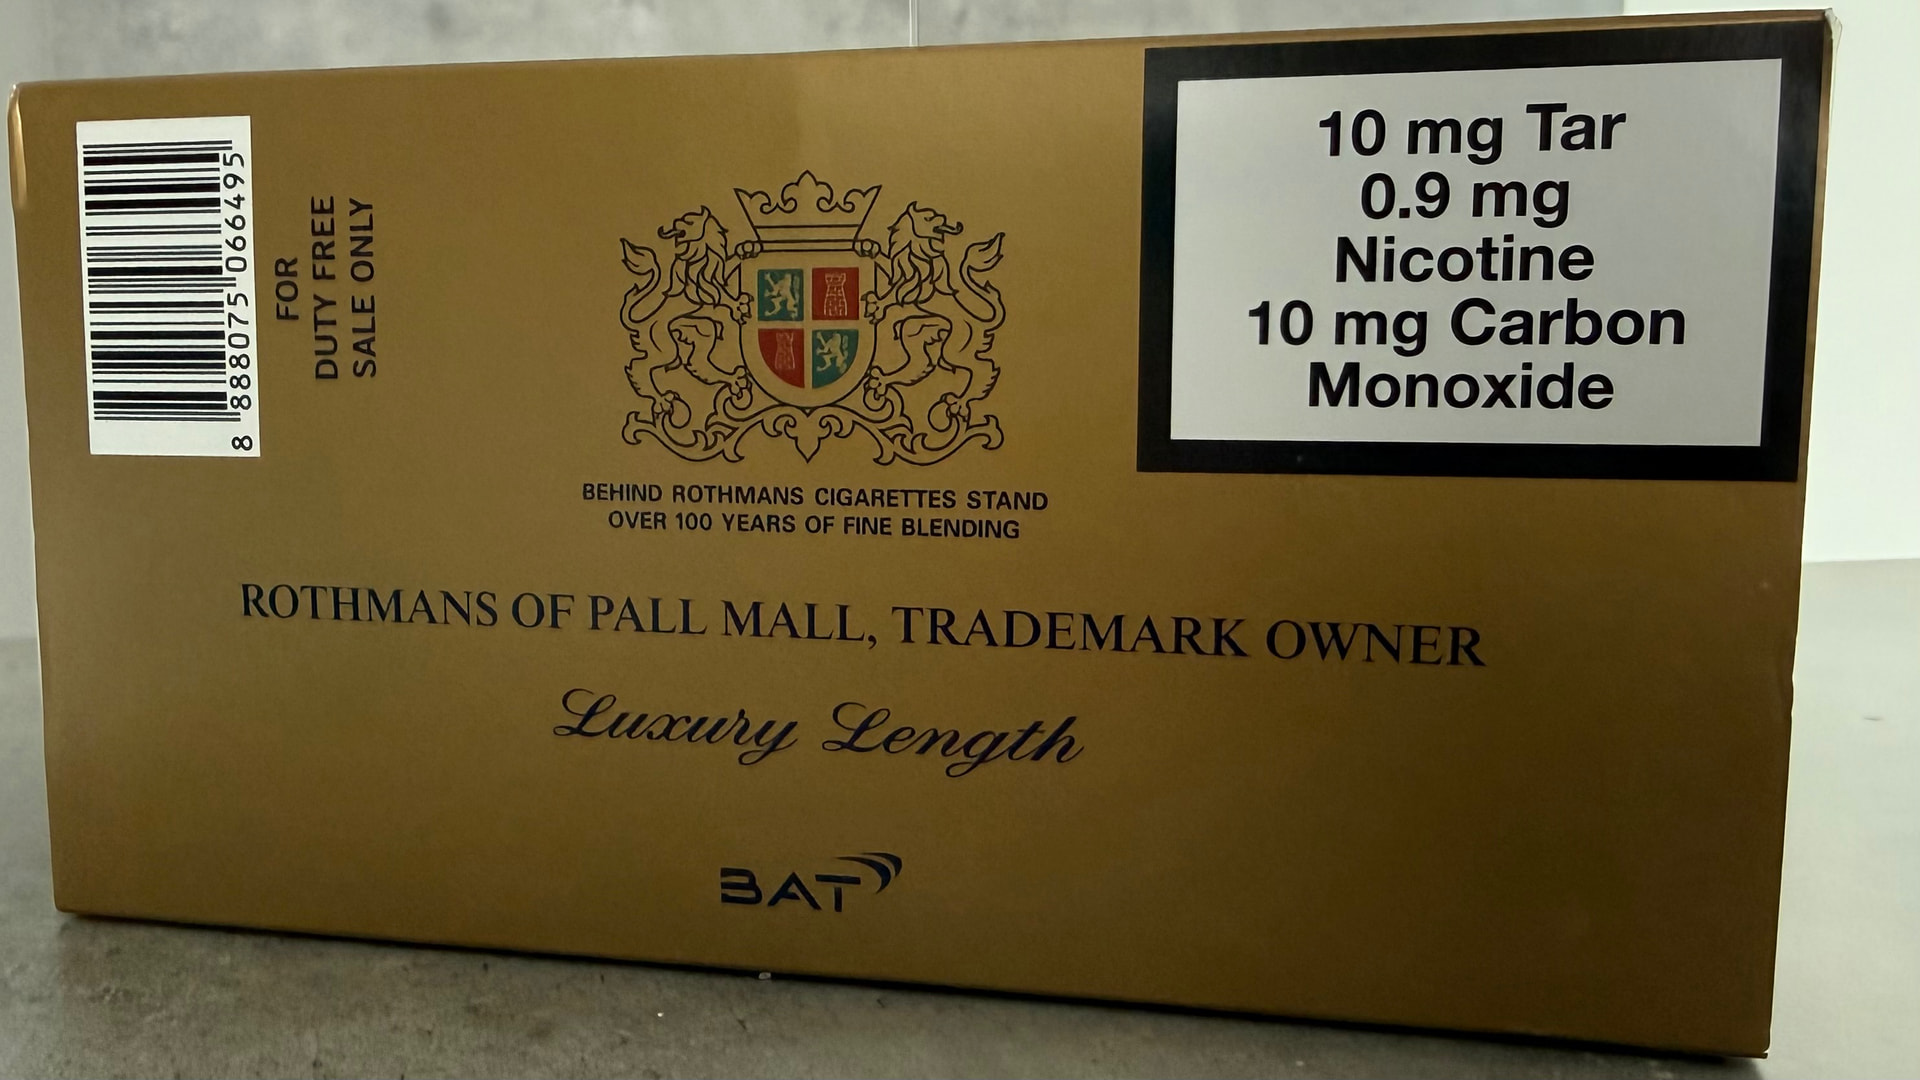 8 888075 066495
FOR
DUTY FREE
SALE ONLY
BEHIND ROTHMANS CIGARETTES STAND
OVER 100 YEARS OF FINE BLENDING
10 mg Tar
0.9 mg
Nicotine
10 mg Carbon
Monoxide
ROTHMANS OF PALL MALL, TRADEMARK OWNER
Luxury Length
BAT